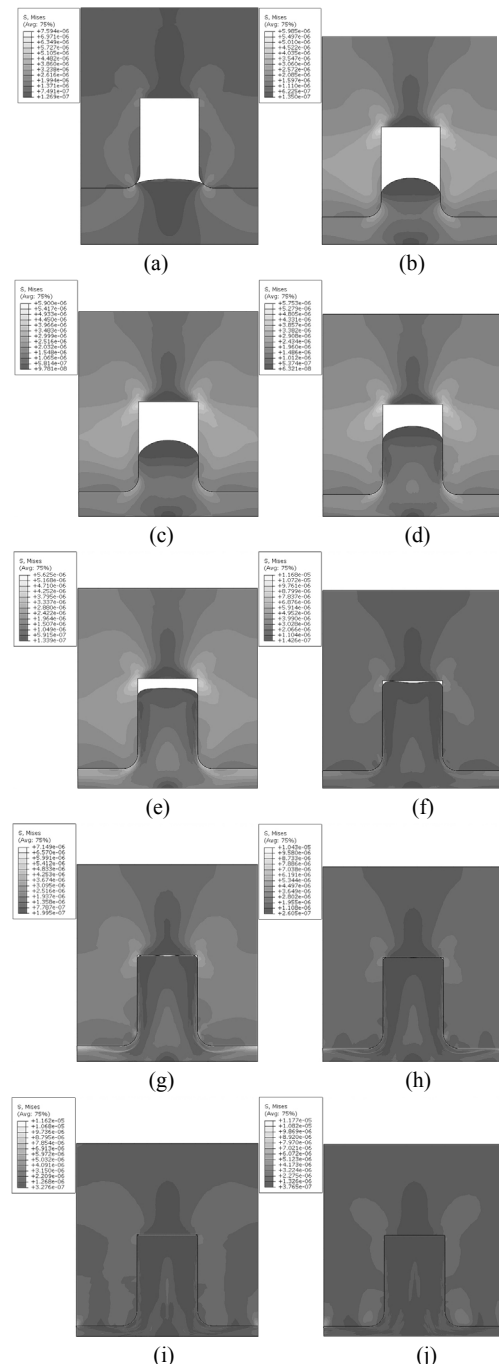 S, Mises
(Avg: 75%)
+7.594e-06
+6.971e-06
+6.349e-06
+5.727e-06
+5.105e-06
+4.482e-06
+3.860e-06
+3.238e-06
+2.616e-06
+1.994e-06
+1.371e-06
+7.491e-07
+1.269e-07
(a)
S, Mises
(Avg: 75%)
+5.985e-06
+5.497e-06
+5.010e-06
+4.522e-06
+4.035e-06
+3.547e-06
+3.060e-06
+2.572e-06
+2.085e-06
+1.597e-06
+1.110e-06
+6.225e-07
+1.350e-07
(b)
S, Mises
(Avg: 75%)
+5.900e-06
+5.417e-06
+4.933e-06
+4.450e-06
+3.966e-06
+3.483e-06
+2.999e-06
+2.516e-06
+2.032e-06
+1.548e-06
+1.065e-06
+5.814e-07
+9.781e-08
(c)
S, Mises
(Avg: 75%)
+5.753e-06
+5.279e-06
+4.805e-06
+4.331e-06
+3.857e-06
+3.382e-06
+2.908e-06
+2.434e-06
+1.960e-06
+1.486e-06
+1.012e-06
+5.374e-07
+6.321e-08
(d)
S, Mises
(Avg: 75%)
+5.625e-06
+5.168e-06
+4.710e-06
+4.252e-06
+3.795e-06
+3.337e-06
+2.880e-06
+2.422e-06
+1.964e-06
+1.507e-06
+1.049e-06
+5.915e-07
+1.339e-07
(e)
S, Mises
(Avg: 75%)
+1.168e-05
+1.072e-05
+9.761e-06
+8.799e-06
+7.837e-06
+6.876e-06
+5.914e-06
+4.952e-06
+3.990e-06
+3.028e-06
+2.066e-06
+1.104e-06
+1.426e-07
(f)
S, Mises
(Avg: 75%)
+7.149e-06
+6.570e-06
+5.991e-06
+5.412e-06
+4.833e-06
+4.253e-06
+3.674e-06
+3.095e-06
+2.516e-06
+1.937e-06
+1.358e-06
+7.787e-07
+1.995e-07
(g)
S, Mises
(Avg: 75%)
+1.043e-05
+9.580e-06
+8.733e-06
+7.886e-06
+7.038e-06
+6.191e-06
+5.344e-06
+4.497e-06
+3.649e-06
+2.802e-06
+1.955e-06
+1.108e-06
+2.605e-07
(h)
S, Mises
(Avg: 75%)
+1.162e-05
+1.068e-05
+9.736e-06
+8.795e-06
+7.854e-06
+6.913e-06
+5.972e-06
+5.032e-06
+4.091e-06
+3.150e-06
+2.209e-06
+1.268e-06
+3.276e-07
(i)
S, Mises
(Avg: 75%)
+1.177e-05
+1.082e-05
+9.869e-06
+8.920e-06
+7.970e-06
+7.021e-06
+6.072e-06
+5.123e-06
+4.173e-06
+3.224e-06
+2.275e-06
+1.326e-06
+3.765e-07
(j)